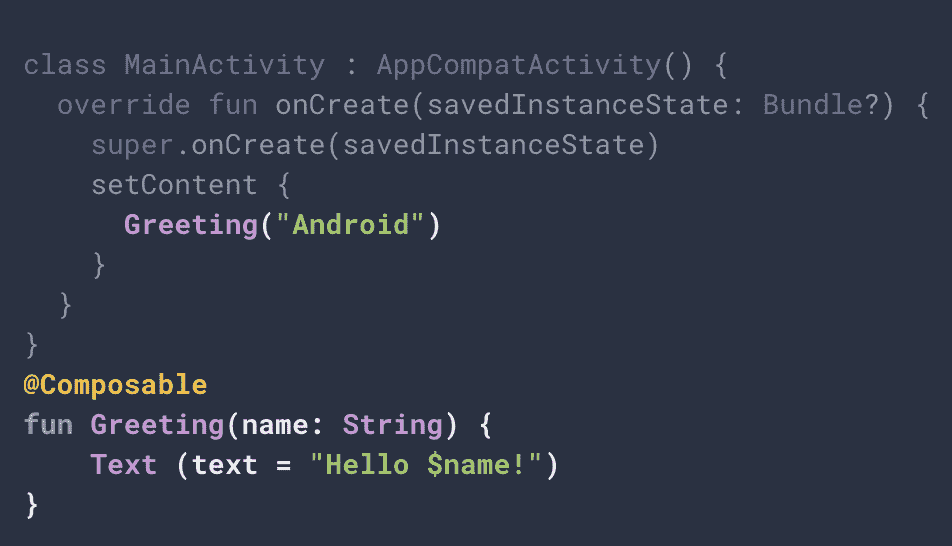 class MainActivity : AppCompatActivity() {
  override fun onCreate(savedInstanceState: Bundle?) {
    super.onCreate(savedInstanceState)
    setContent {
      Greeting("Android")
    }
  }
}
@Composable
fun Greeting(name: String) {
    Text (text = "Hello $name!")
}